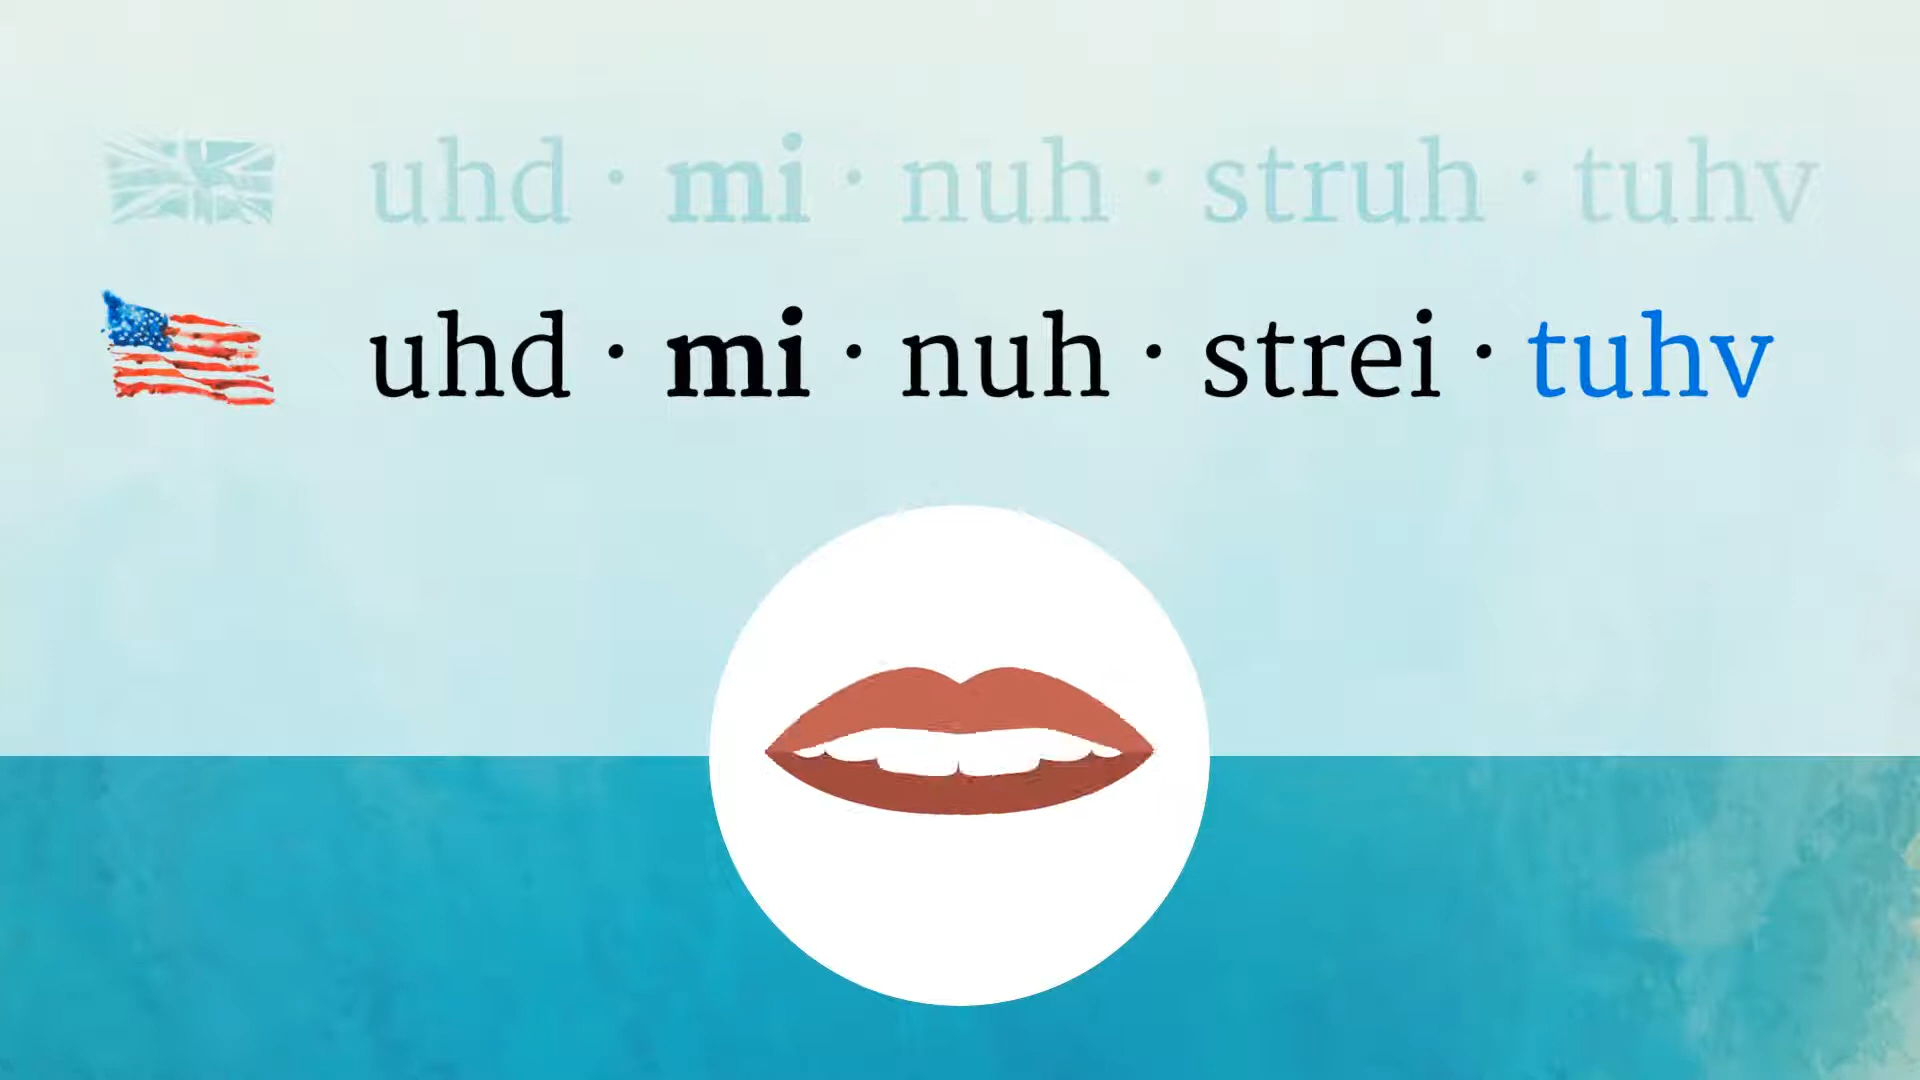 uhd · mi · nuh · struh · tuhv
uhd · mi · nuh · strei · tuhv